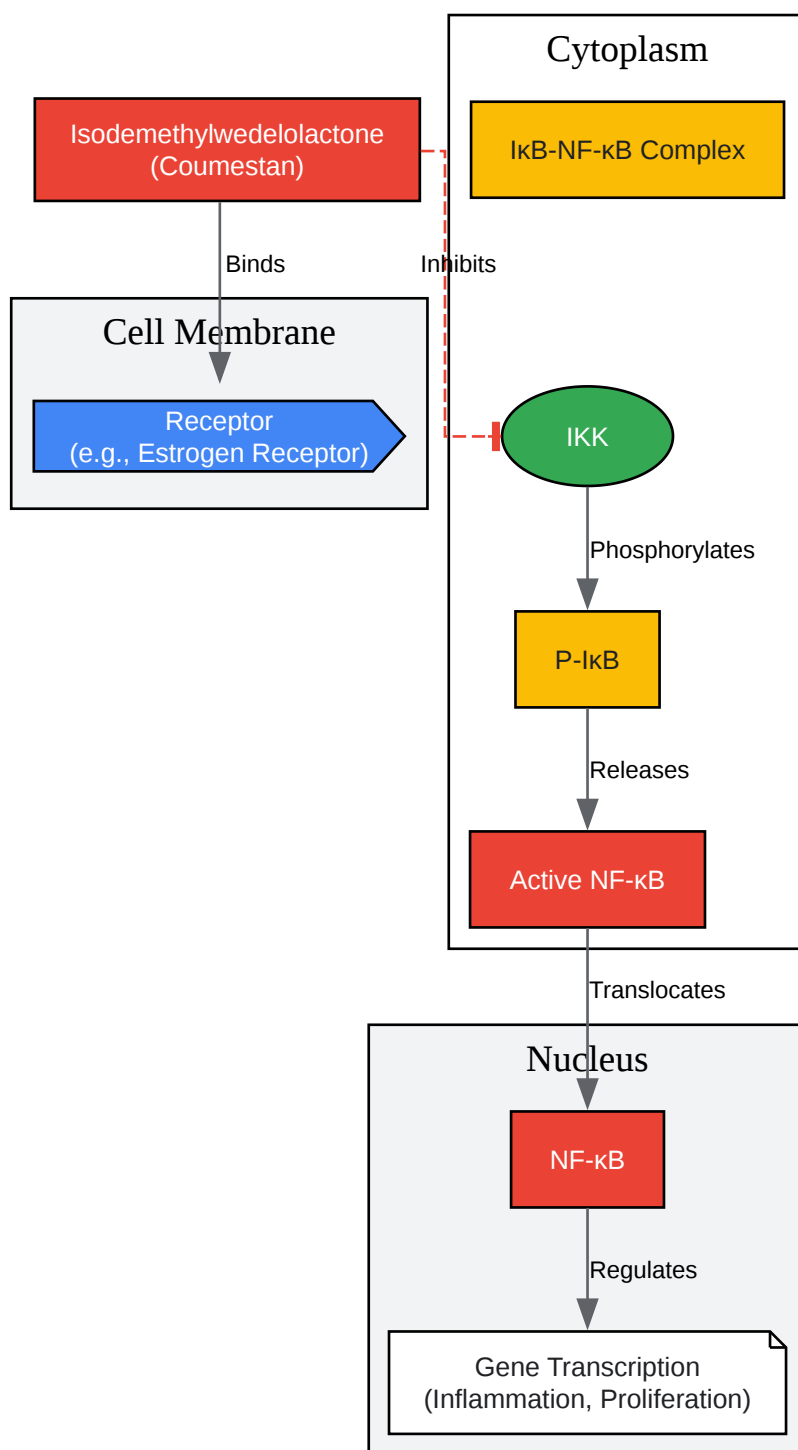 Cytoplasm
Isodemethylwedelolactone
(Coumestan)
IκB-NF-κB Complex
Binds
Inhibits
Cell Membrane
Receptor
(e.g., Estrogen Receptor)
IKK
Phosphorylates
P-IκB
Releases
Active NF-κB
Translocates
Nucleus
NF-κB
Regulates
Gene Transcription
(Inflammation, Proliferation)